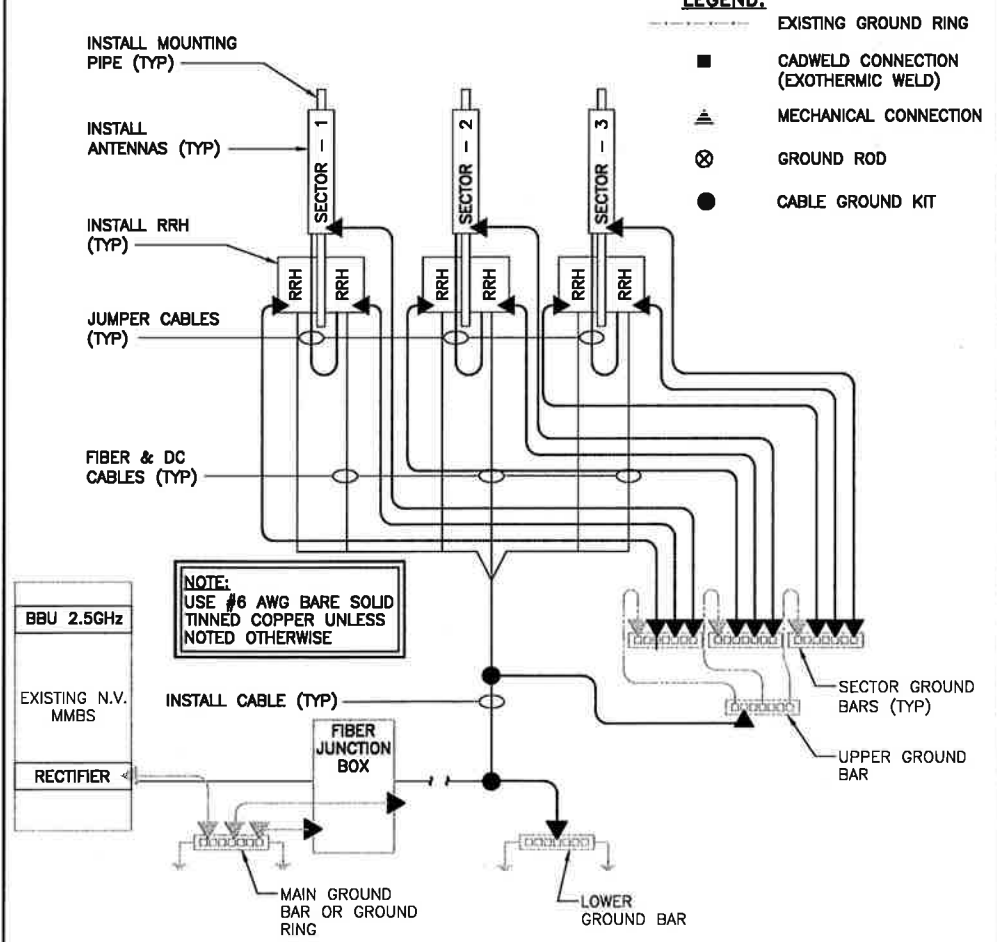 LEGEND:
EXISTING GROUND RING
CADWELD CONNECTION
(EXOTHERMIC WELD)
MECHANICAL CONNECTION
GROUND ROD
CABLE GROUND KIT
INSTALL MOUNTING
PIPE (TYP)
INSTALL
ANTENNAS (TYP)
INSTALL RRH
(TYP)
JUMPER CABLES
(TYP)
FIBER & DC
CABLES (TYP)
SECTOR - 1
SECTOR - 2
SECTOR - 3
RRH
RRH
RRH
RRH
RRH
RRH
NOTE:
USE #6 AWG BARE SOLID
TINNED COPPER UNLESS
NOTED OTHERWISE
BBU 2.5GHz
EXISTING N.V.
MMBS
RECTIFIER
INSTALL CABLE (TYP)
FIBER
JUNCTION
BOX
SECTOR GROUND
BARS (TYP)
UPPER GROUND
BAR
MAIN GROUND
BAR OR GROUND
RING
LOWER
GROUND BAR